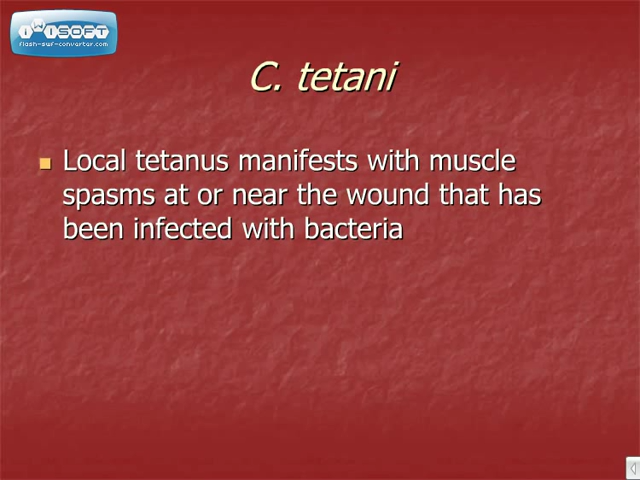 iWiSOFT
flash-swf-converter.com
C. tetani
Local tetanus manifests with muscle
spasms at or near the wound that has
been infected with bacteria